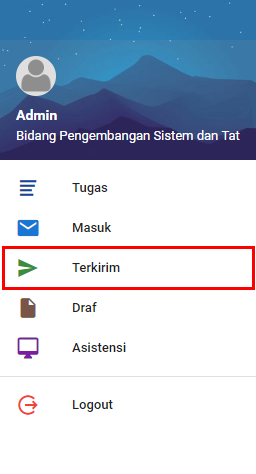 Admin
Bidang Pengembangan Sistem dan Tat
Tugas
Masuk
Terkirim
Draf
Asistensi
Logout